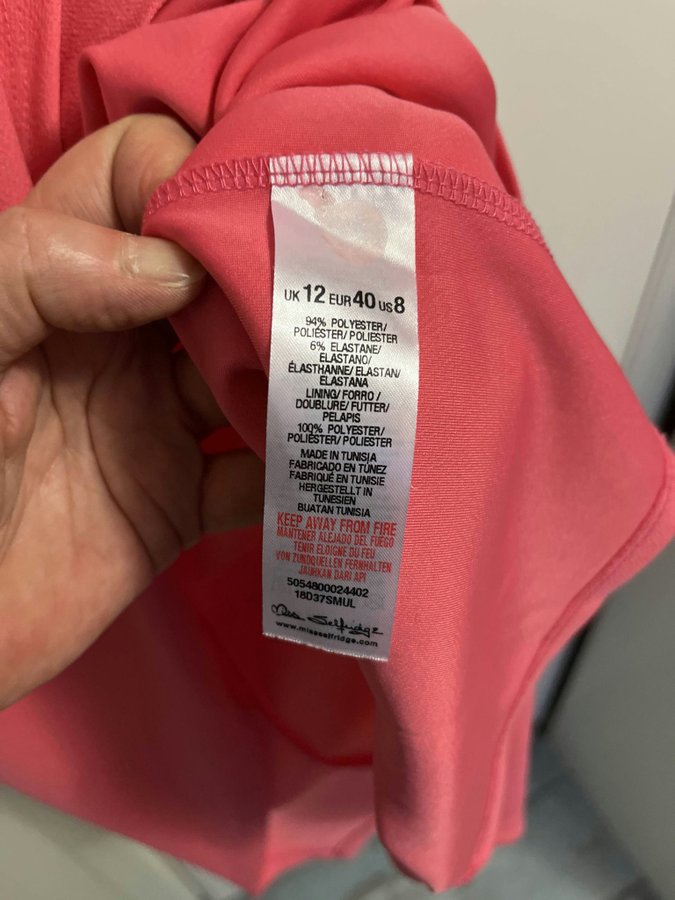 UK 12 EUR 40 US 8
94% POLYESTER/
POLIÉSTER/ POLIESTER
6% ELASTANE/
ELASTANO/
ÉLASTHANNE/ ELASTAN/
ELASTANA
LINING/ FORRO/
DOUBLURE/ FUTTER/
PELAPIS
100% POLYESTER/
POLIÉSTER/ POLIESTER
MADE IN TUNISIA
FABRICADO EN TÚNEZ
FABRIQUÉ EN TUNISIE
HERGESTELLT IN
TUNESIEN
BUATAN TUNISIA
KEEP AWAY FROM FIRE
MANTENER ALEJADO DEL FUEGO
TENIR ELOIGNE DU FEU
VON ZUNDQUELLEN FERNHALTEN
JAUHKAN DARI API
5054800024402
18D37SMUL
Miss Selfridge
www.missselfridge.com